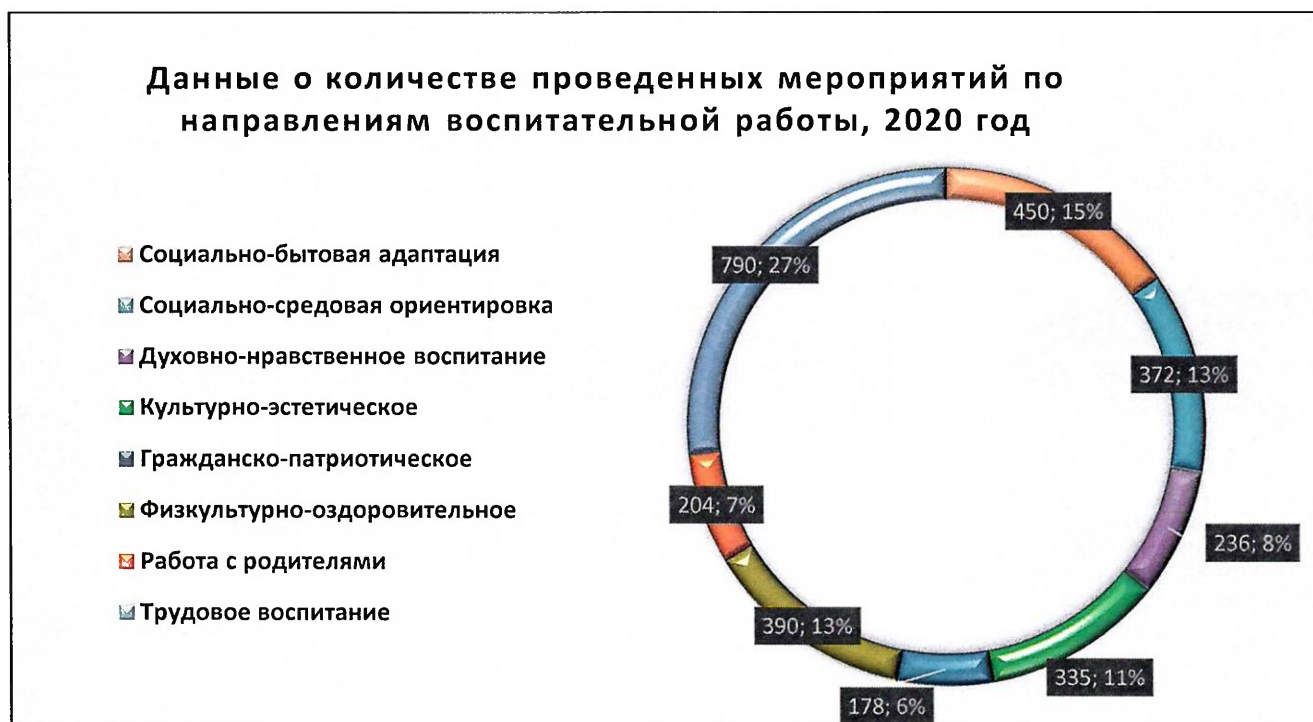 Данные о количестве проведенных мероприятий по
направлениям воспитательной работы, 2020 год
Социально-бытовая адаптация
Социально-средовая ориентировка
Духовно-нравственное воспитание
Культурно-эстетическое
Гражданско-патриотическое
Физкультурно-оздоровительное
Работа с родителями
Трудовое воспитание
450; 15%
372; 13%
236; 8%
335; 11%
178; 6%
390; 13%
204; 7%
790; 27%